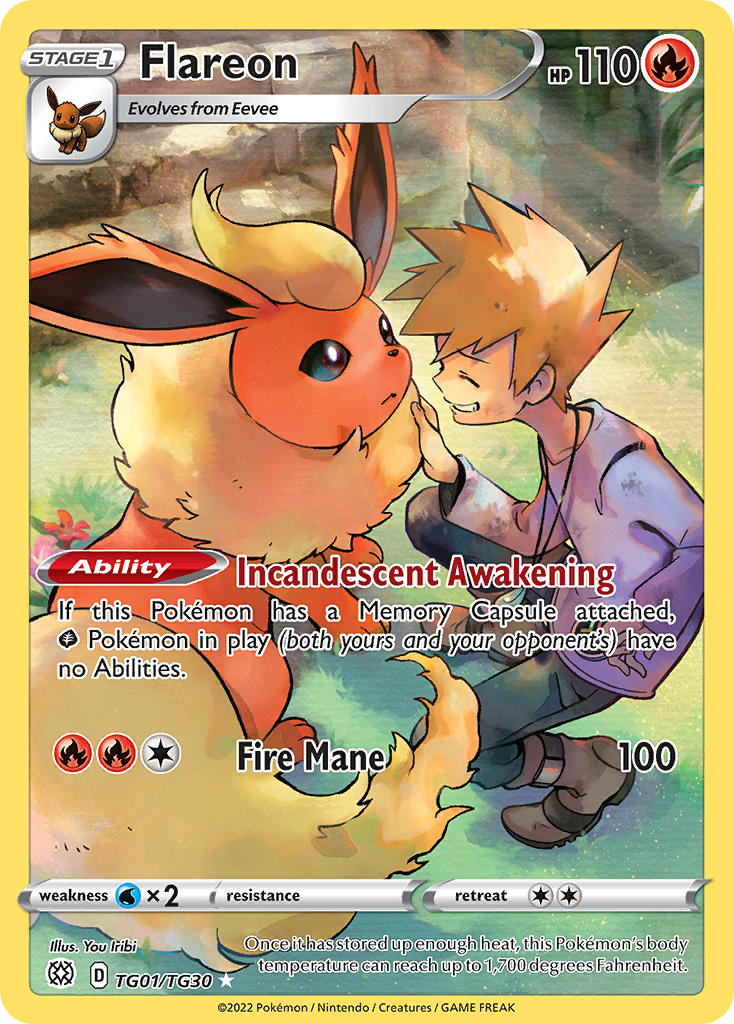 STAGE 1 Flareon HP 110
Evolves from Eevee
Ability Incandescent Awakening
If this Pokémon has a Memory Capsule attached,
Pokémon in play (both yours and your opponent's) have
no Abilities.
Fire Mane 100
weakness ×2 resistance retreat
Illus. You Iribi
D TG01/TG30 ★
Once it has stored up enough heat, this Pokémon's body
temperature can reach up to 1,700 degrees Fahrenheit.
©2022 Pokémon / Nintendo / Creatures / GAME FREAK